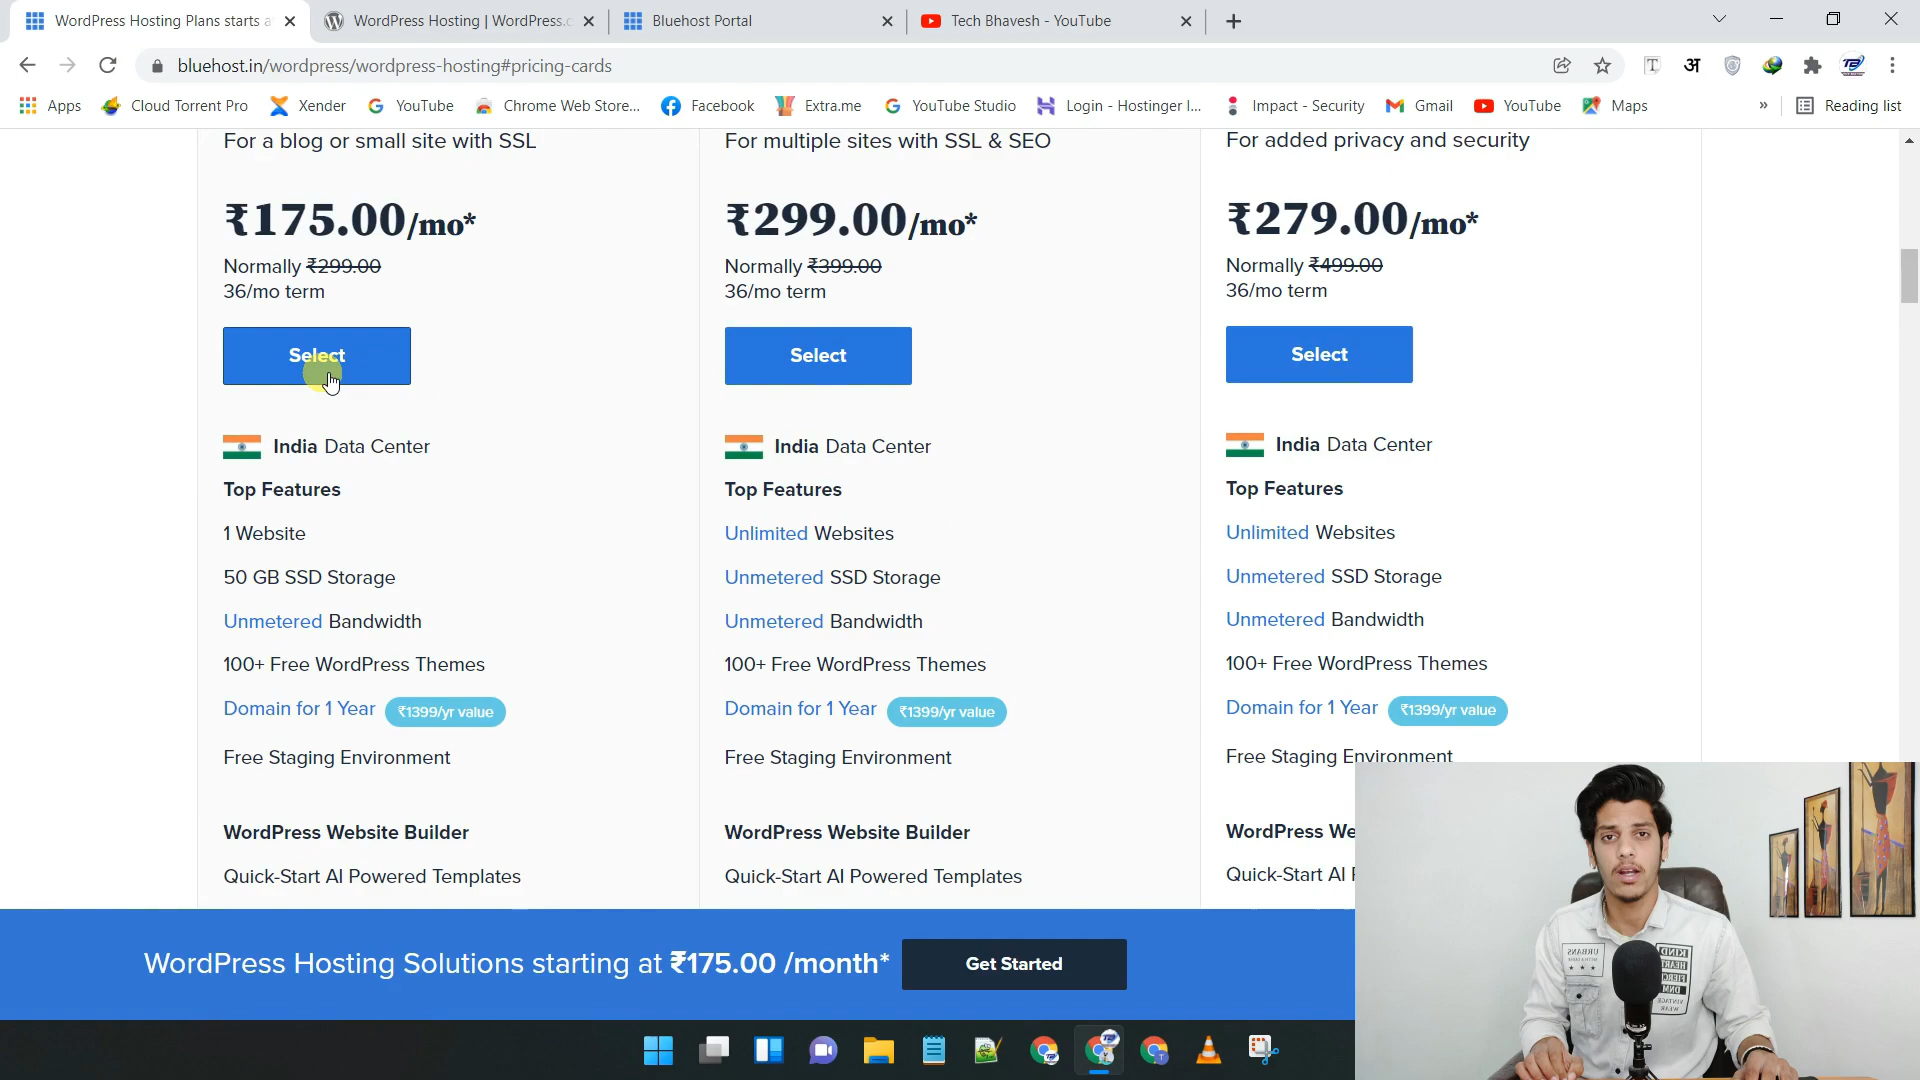 WordPress Hosting Plans starts a
WordPress Hosting | WordPress.c
Bluehost Portal
Tech Bhavesh - YouTube
bluehost.in/wordpress/wordpress-hosting#pricing-cards
अ
Apps
Cloud Torrent Pro
Xender
YouTube
Chrome Web Store...
Facebook
Extra.me
YouTube Studio
Login - Hostinger I...
Impact - Security
Gmail
YouTube
Maps
»
Reading list
For a blog or small site with SSL
₹175.00/mo*
Normally ₹299.00
36/mo term
Select
India Data Center
Top Features
1 Website
50 GB SSD Storage
Unmetered Bandwidth
100+ Free WordPress Themes
Domain for 1 Year ₹1399/yr value
Free Staging Environment
WordPress Website Builder
Quick-Start AI Powered Templates
For multiple sites with SSL & SEO
₹299.00/mo*
Normally ₹399.00
36/mo term
Select
India Data Center
Top Features
Unlimited Websites
Unmetered SSD Storage
Unmetered Bandwidth
100+ Free WordPress Themes
Domain for 1 Year ₹1399/yr value
Free Staging Environment
WordPress Website Builder
Quick-Start AI Powered Templates
For added privacy and security
₹279.00/mo*
Normally ₹499.00
36/mo term
Select
India Data Center
Top Features
Unlimited Websites
Unmetered SSD Storage
Unmetered Bandwidth
100+ Free WordPress Themes
Domain for 1 Year ₹1399/yr value
Free Staging Environment
WordPress We
Quick-Start AI
WordPress Hosting Solutions starting at ₹175.00 /month*
Get Started